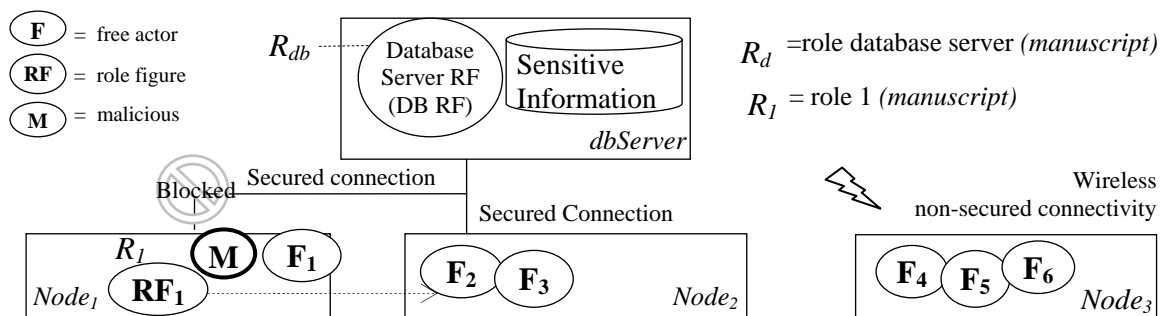 F = free actor
RF = role figure
M = malicious
R_db
Database
Server RF
(DB RF)
Sensitive
Information
dbServer
R_d =role database server (manuscript)
R_1 = role 1 (manuscript)
Blocked
Secured connection
Secured Connection
Wireless
non-secured connectivity
R_1
M
F_1
RF_1
Node_1
F_2
F_3
Node_2
F_4
F_5
F_6
Node_3